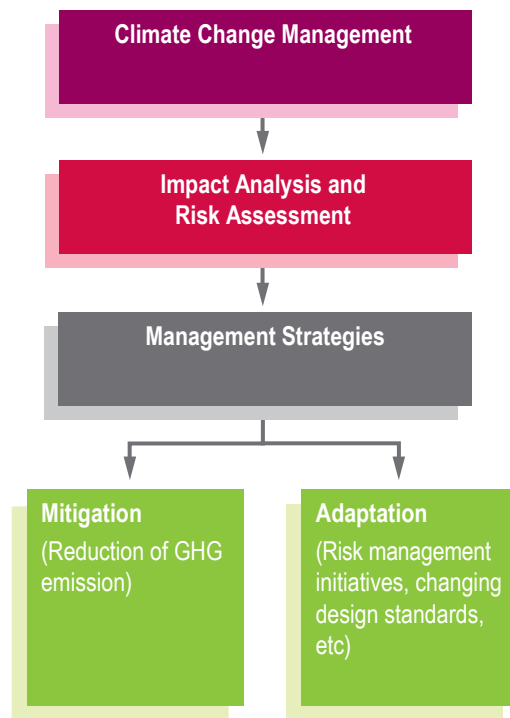 Climate Change Management
Impact Analysis and
Risk Assessment
Management Strategies
Mitigation
(Reduction of GHG
emission)
Adaptation
(Risk management
initiatives, changing
design standards,
etc)